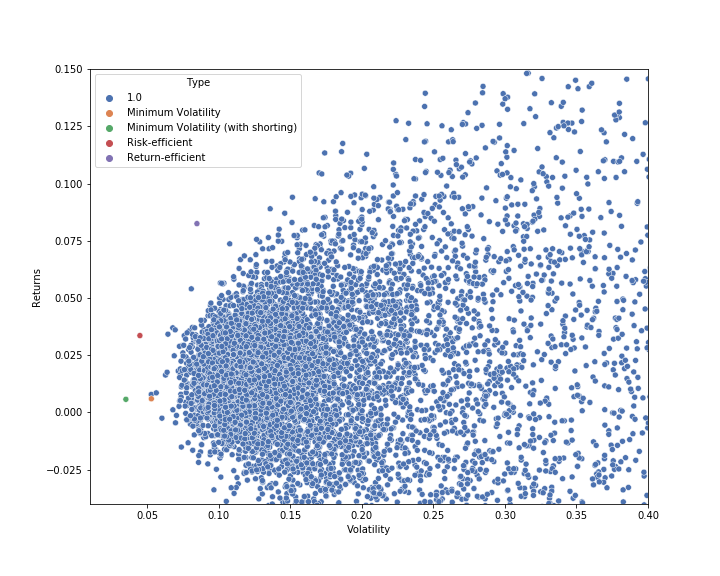 Type
1.0
Minimum Volatility
Minimum Volatility (with shorting)
Risk-efficient
Return-efficient
0.150
0.125
0.100
0.075
0.050
0.025
0.000
−0.025
Returns
0.05 0.10 0.15 0.20 0.25 0.30 0.35 0.40
Volatility